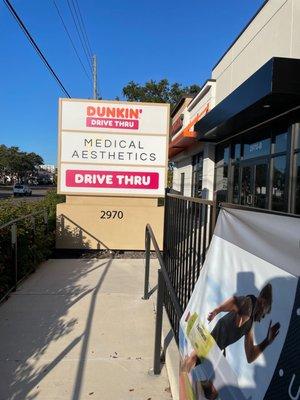 DUNKIN'
DRIVE THRU
MEDICAL
AESTHETICS
DRIVE THRU
2970